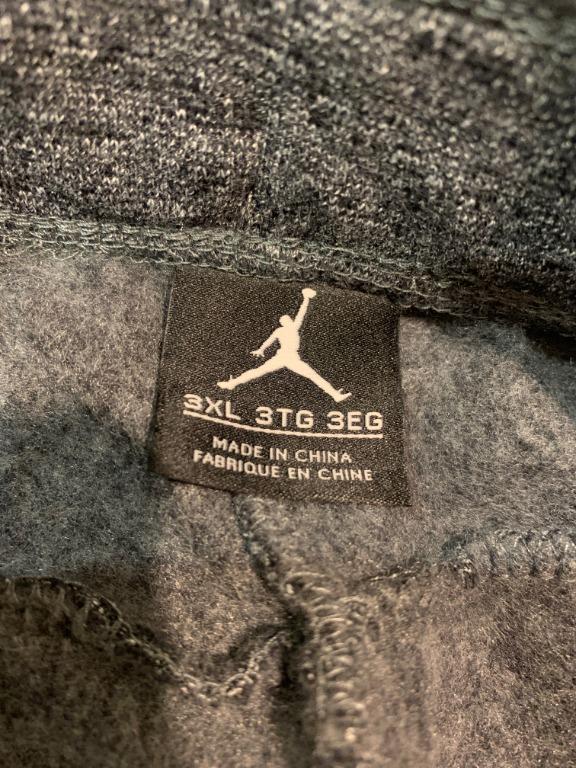 3XL 3TG 3EG
MADE IN CHINA
FABRIQUE EN CHINE